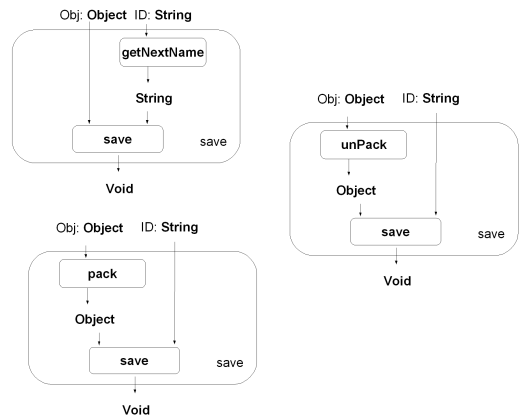 Obj: Object ID: String
getNextName
String
save
save
Void
Obj: Object ID: String
unPack
Object
save
save
Void
Obj: Object ID: String
pack
Object
save
save
Void